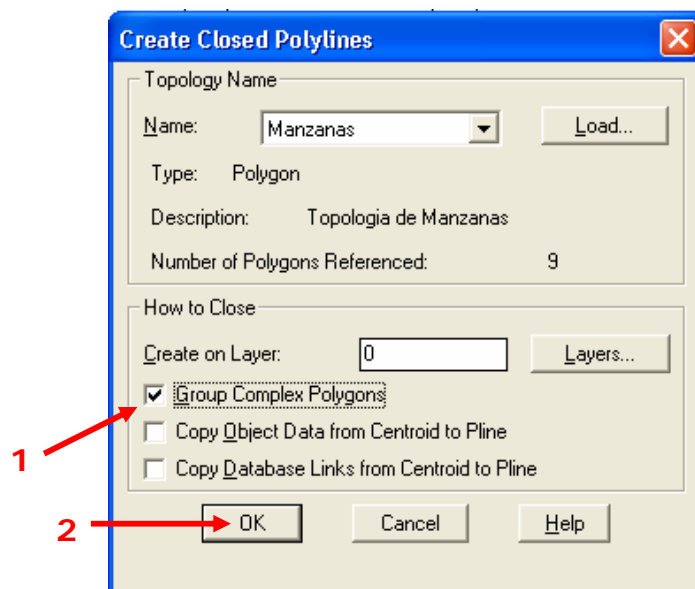 Create Closed Polylines
Topology Name
Name: Manzanas Load...
Type: Polygon
Description: Topologia de Manzanas
Number of Polygons Referenced: 9
How to Close
Create on Layer: 0 Layers...
Group Complex Polygons
1
Copy Object Data from Centroid to Pline
Copy Database Links from Centroid to Pline
2 OK Cancel Help